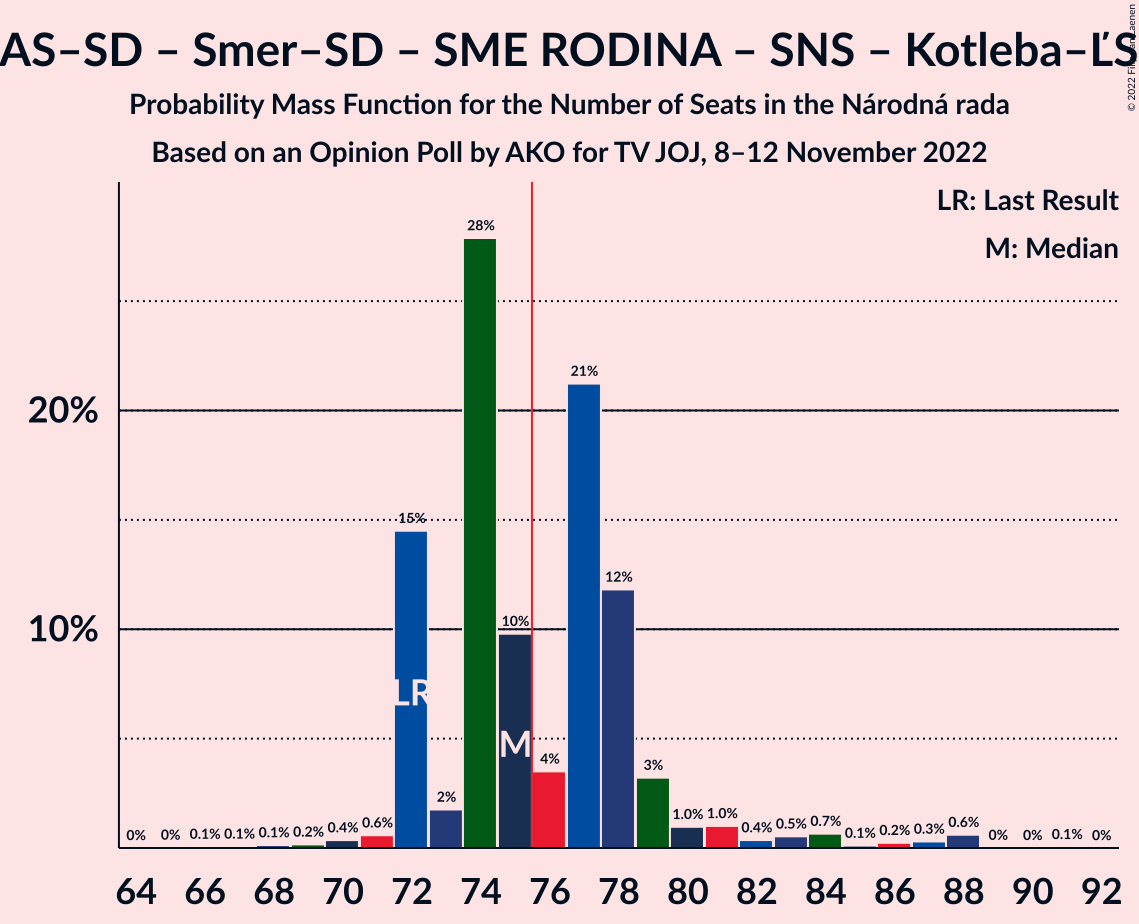 AS–SD – Smer–SD – SME RODINA – SNS – Kotleba–ĽS
Probability Mass Function for the Number of Seats in the Národná rada
Based on an Opinion Poll by AKO for TV JOJ, 8–12 November 2022
LR: Last Result
M: Median
28%
21%
20%
15%
12%
10%
10%
LR
M
4%
3%
2%
0% 0% 0.1% 0.1% 0.1% 0.2% 0.4% 0.6% 1.0% 1.0% 0.4% 0.5% 0.7% 0.1% 0.2% 0.3% 0.6% 0% 0% 0.1% 0%
64 66 68 70 72 74 76 78 80 82 84 86 88 90 92
© 2022